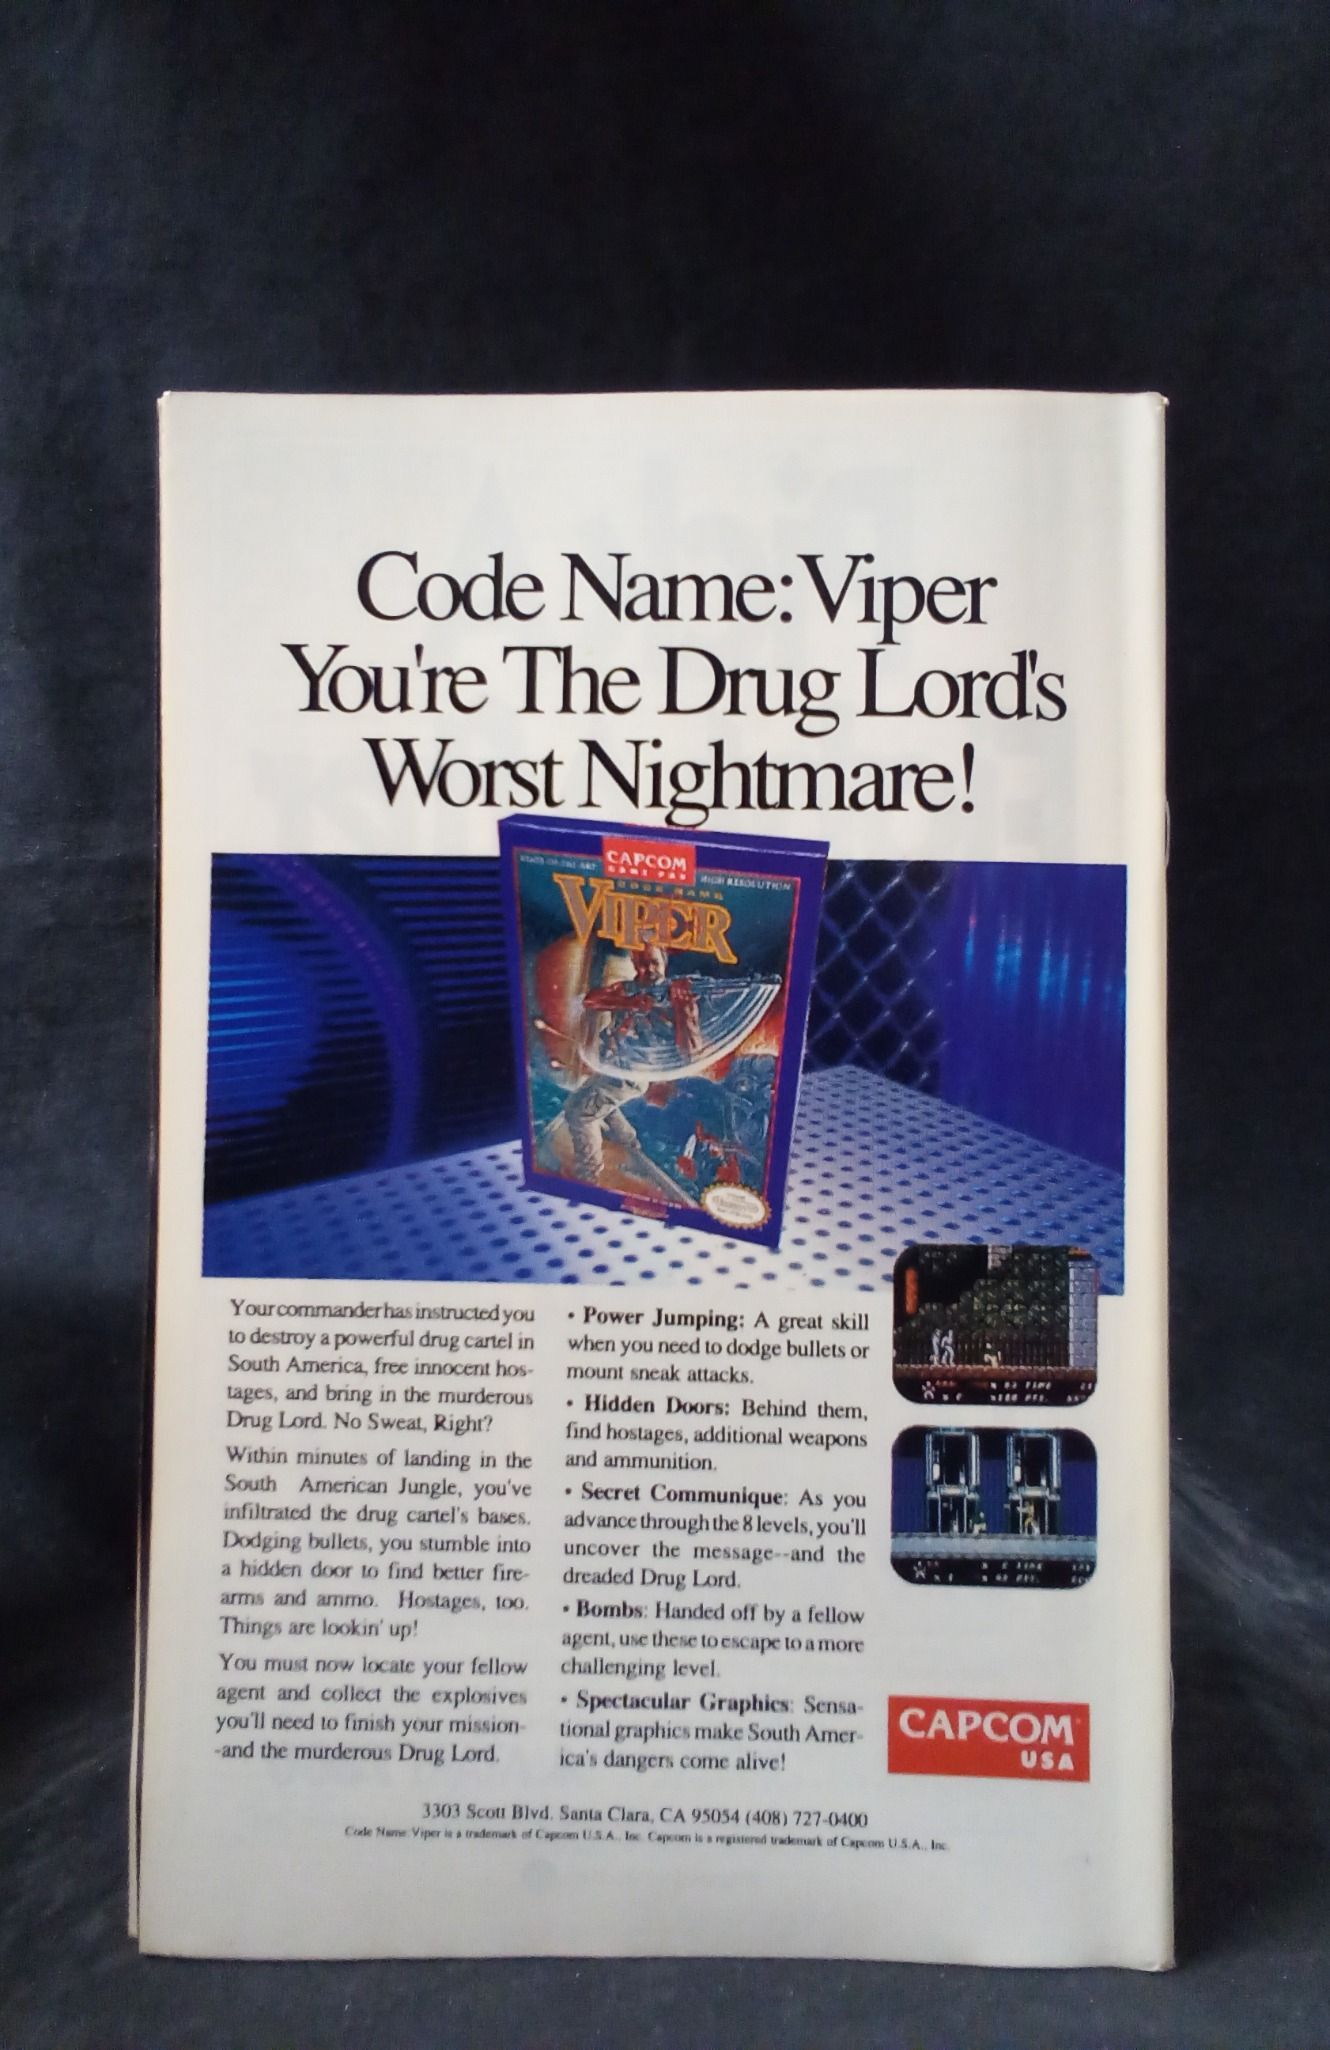 Code Name: Viper
You're The Drug Lord's
Worst Nightmare!
CAPCOM
STATE-OF-THE-ART
HIGH RESOLUTION
CODE NAME
VIPER
Your commander has instructed you
to destroy a powerful drug cartel in
South America, free innocent hos-
tages, and bring in the murderous
Drug Lord. No Sweat, Right?
Within minutes of landing in the
South American Jungle, you've
infiltrated the drug cartel's bases.
Dodging bullets, you stumble into
a hidden door to find better fire-
arms and ammo. Hostages, too.
Things are lookin' up!
You must now locate your fellow
agent and collect the explosives
you'll need to finish your mission-
-and the murderous Drug Lord.
• Power Jumping: A great skill
when you need to dodge bullets or
mount sneak attacks.
• Hidden Doors: Behind them,
find hostages, additional weapons
and ammunition.
• Secret Communique: As you
advance through the 8 levels, you'll
uncover the message--and the
dreaded Drug Lord.
• Bombs: Handed off by a fellow
agent, use these to escape to a more
challenging level.
• Spectacular Graphics: Sensa-
tional graphics make South Amer-
ica's dangers come alive!
CAPCOM
USA
3303 Scott Blvd. Santa Clara, CA 95054 (408) 727-0400
Code Name: Viper is a trademark of Capcom U.S.A., Inc. Capcom is a registered trademark of Capcom U.S.A., Inc.